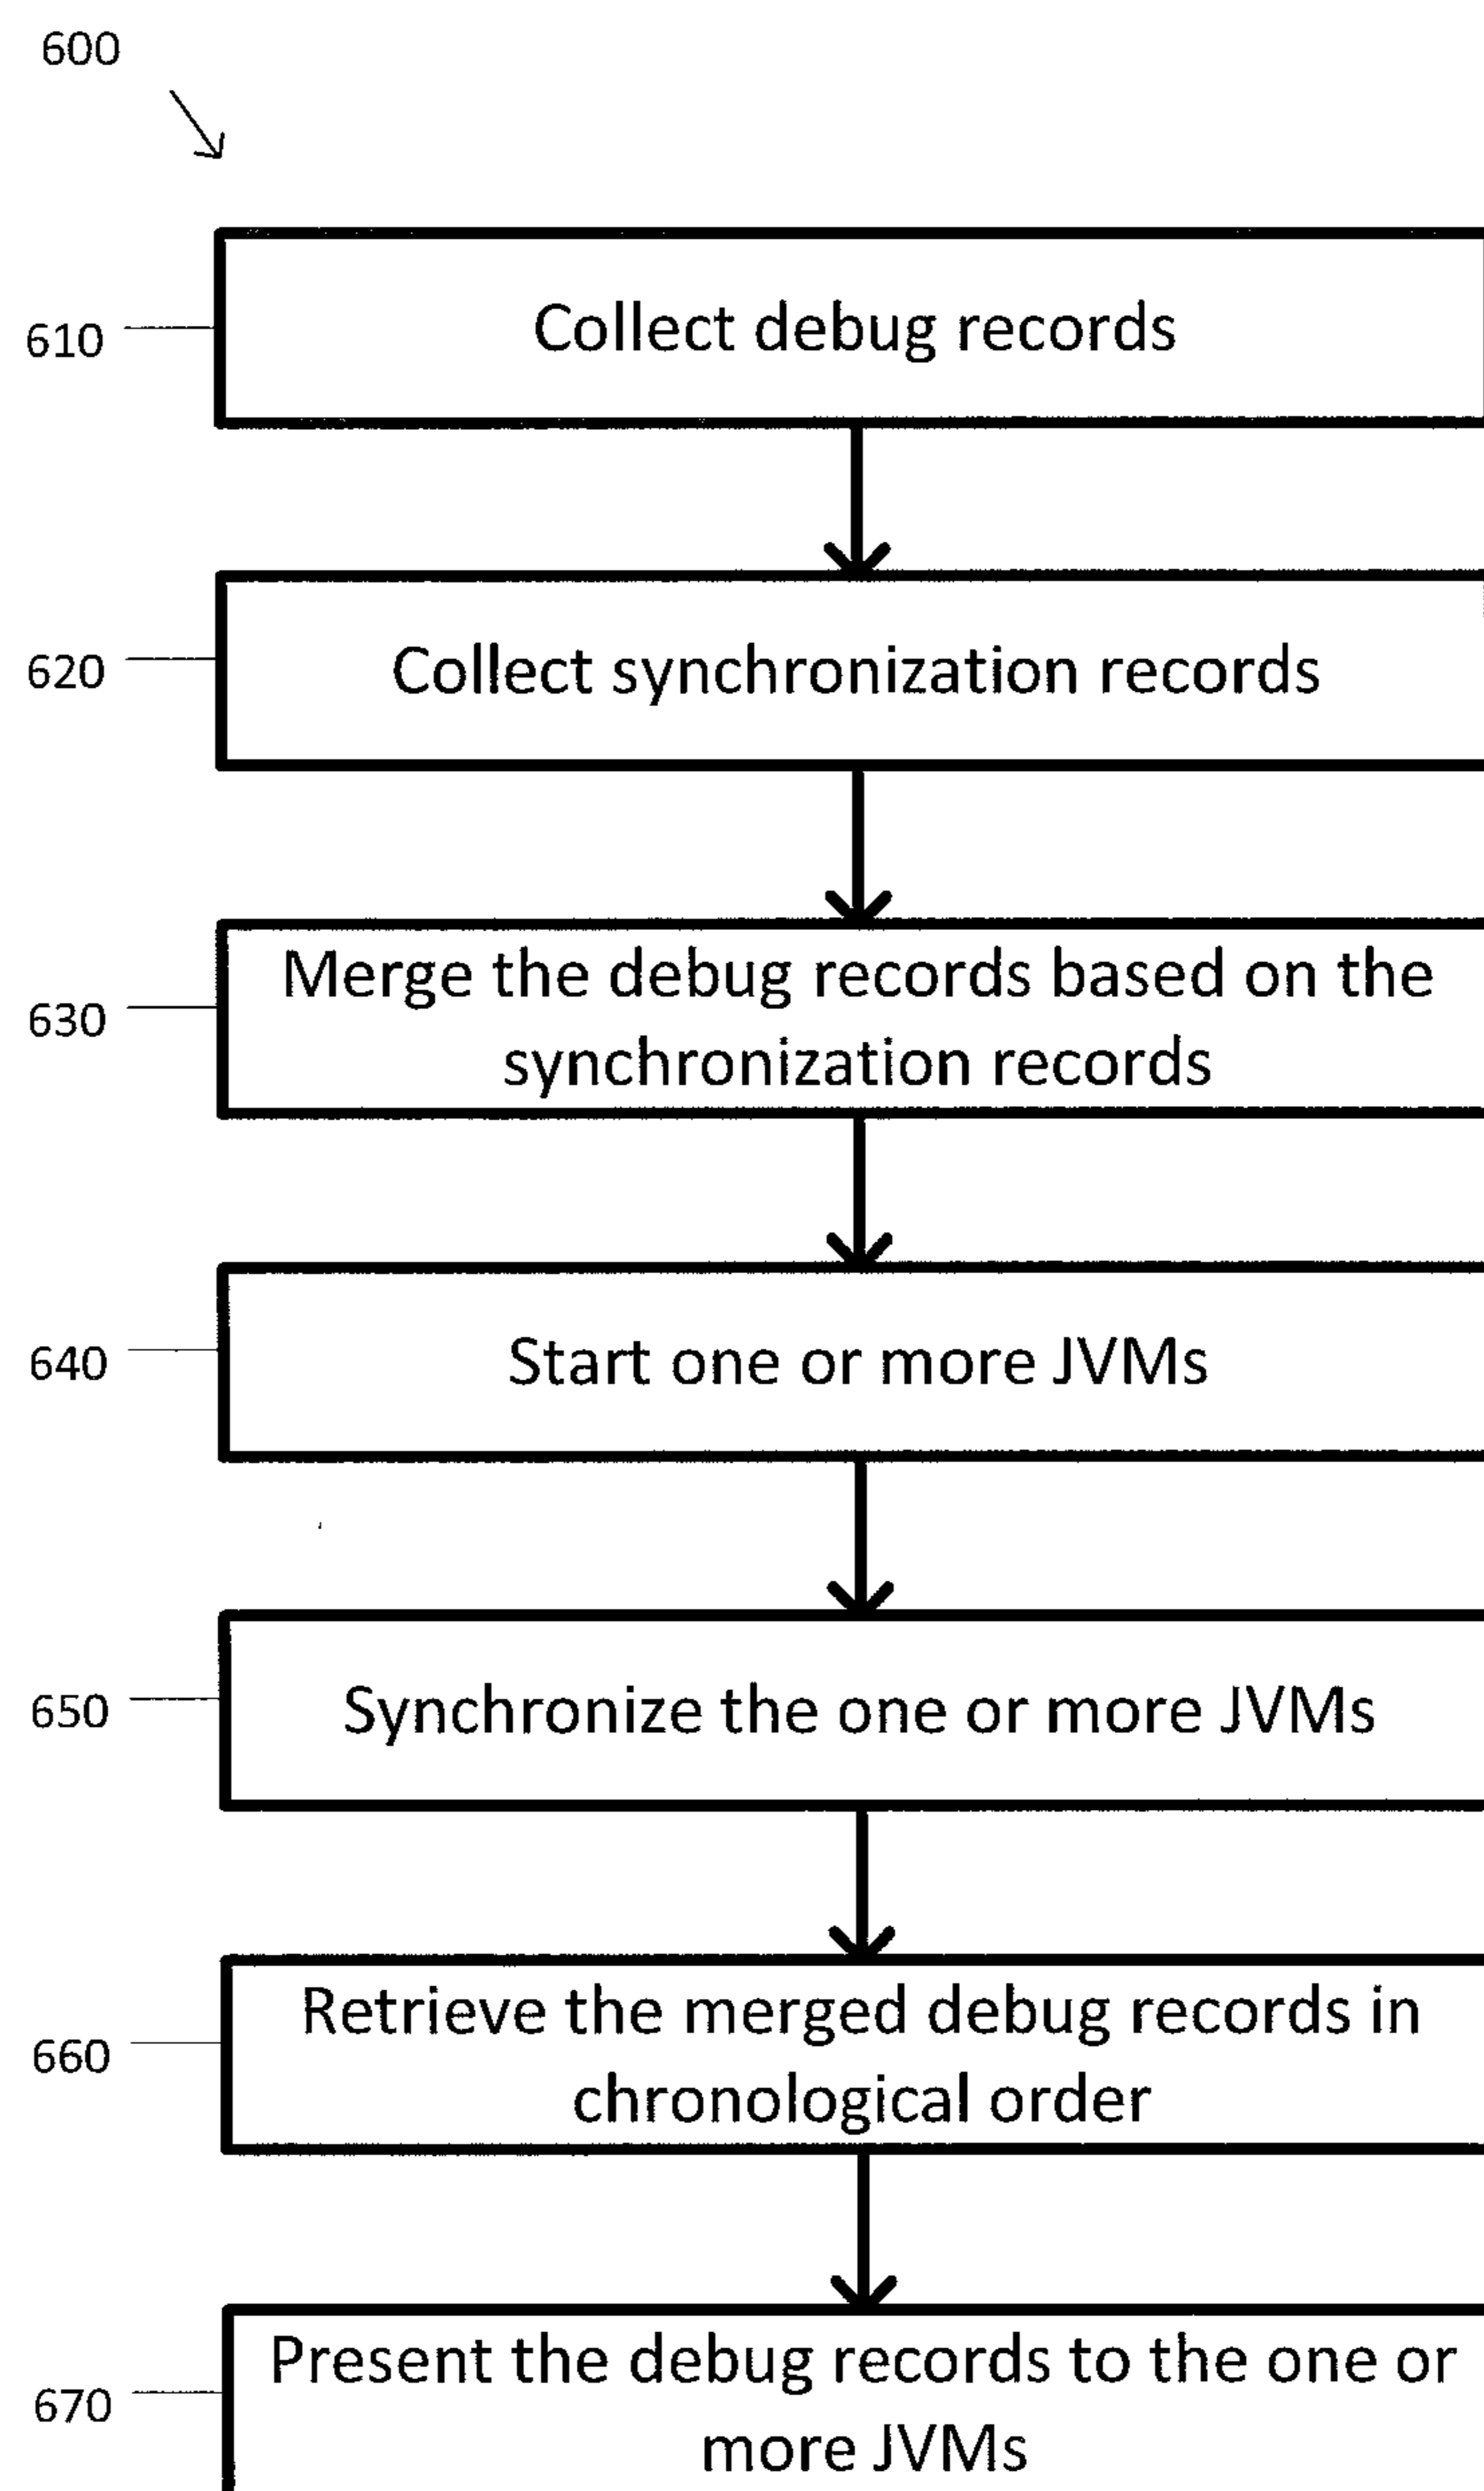 600
610
Collect debug records
620
Collect synchronization records
630
Merge the debug records based on the
synchronization records
640
Start one or more JVMs
650
Synchronize the one or more JVMs
660
Retrieve the merged debug records in
chronological order
670
Present the debug records to the one or
more JVMs